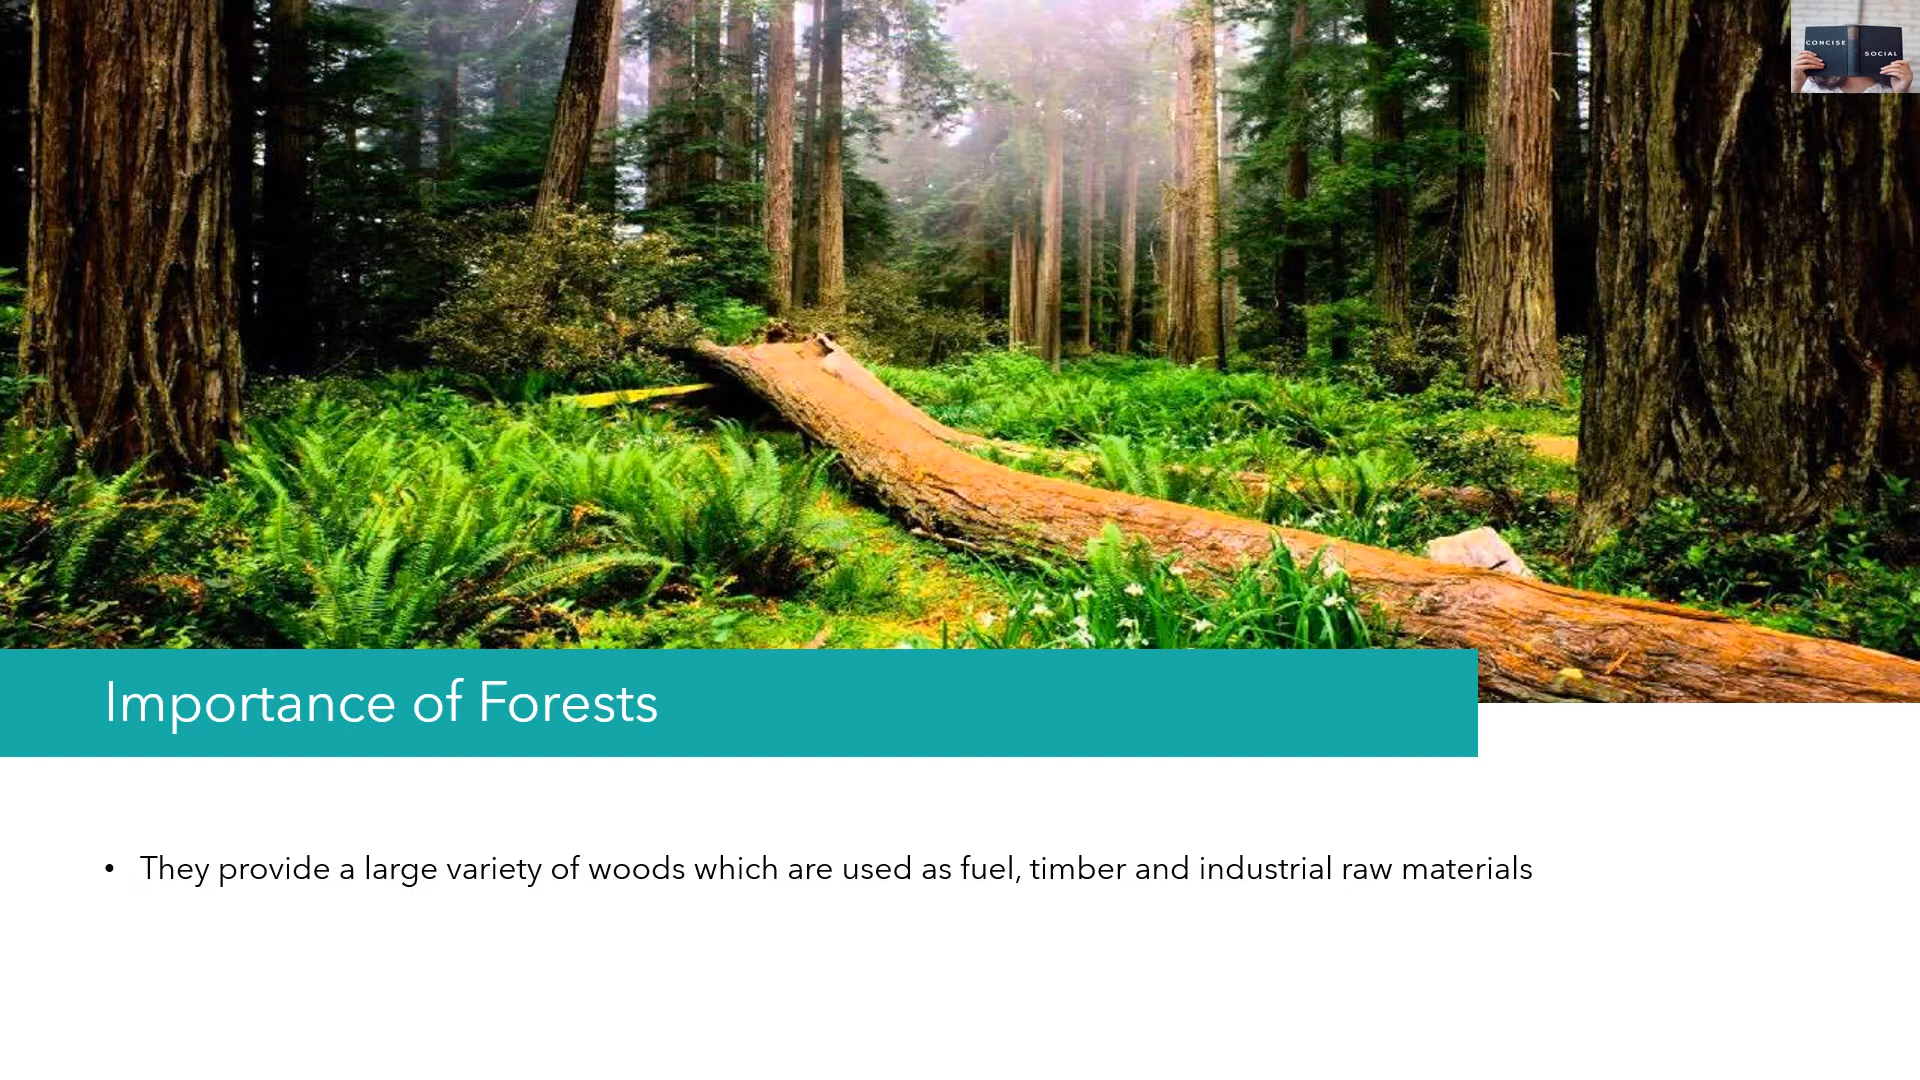 CONCISE
SOCIAL
Importance of Forests
• They provide a large variety of woods which are used as fuel, timber and industrial raw materials